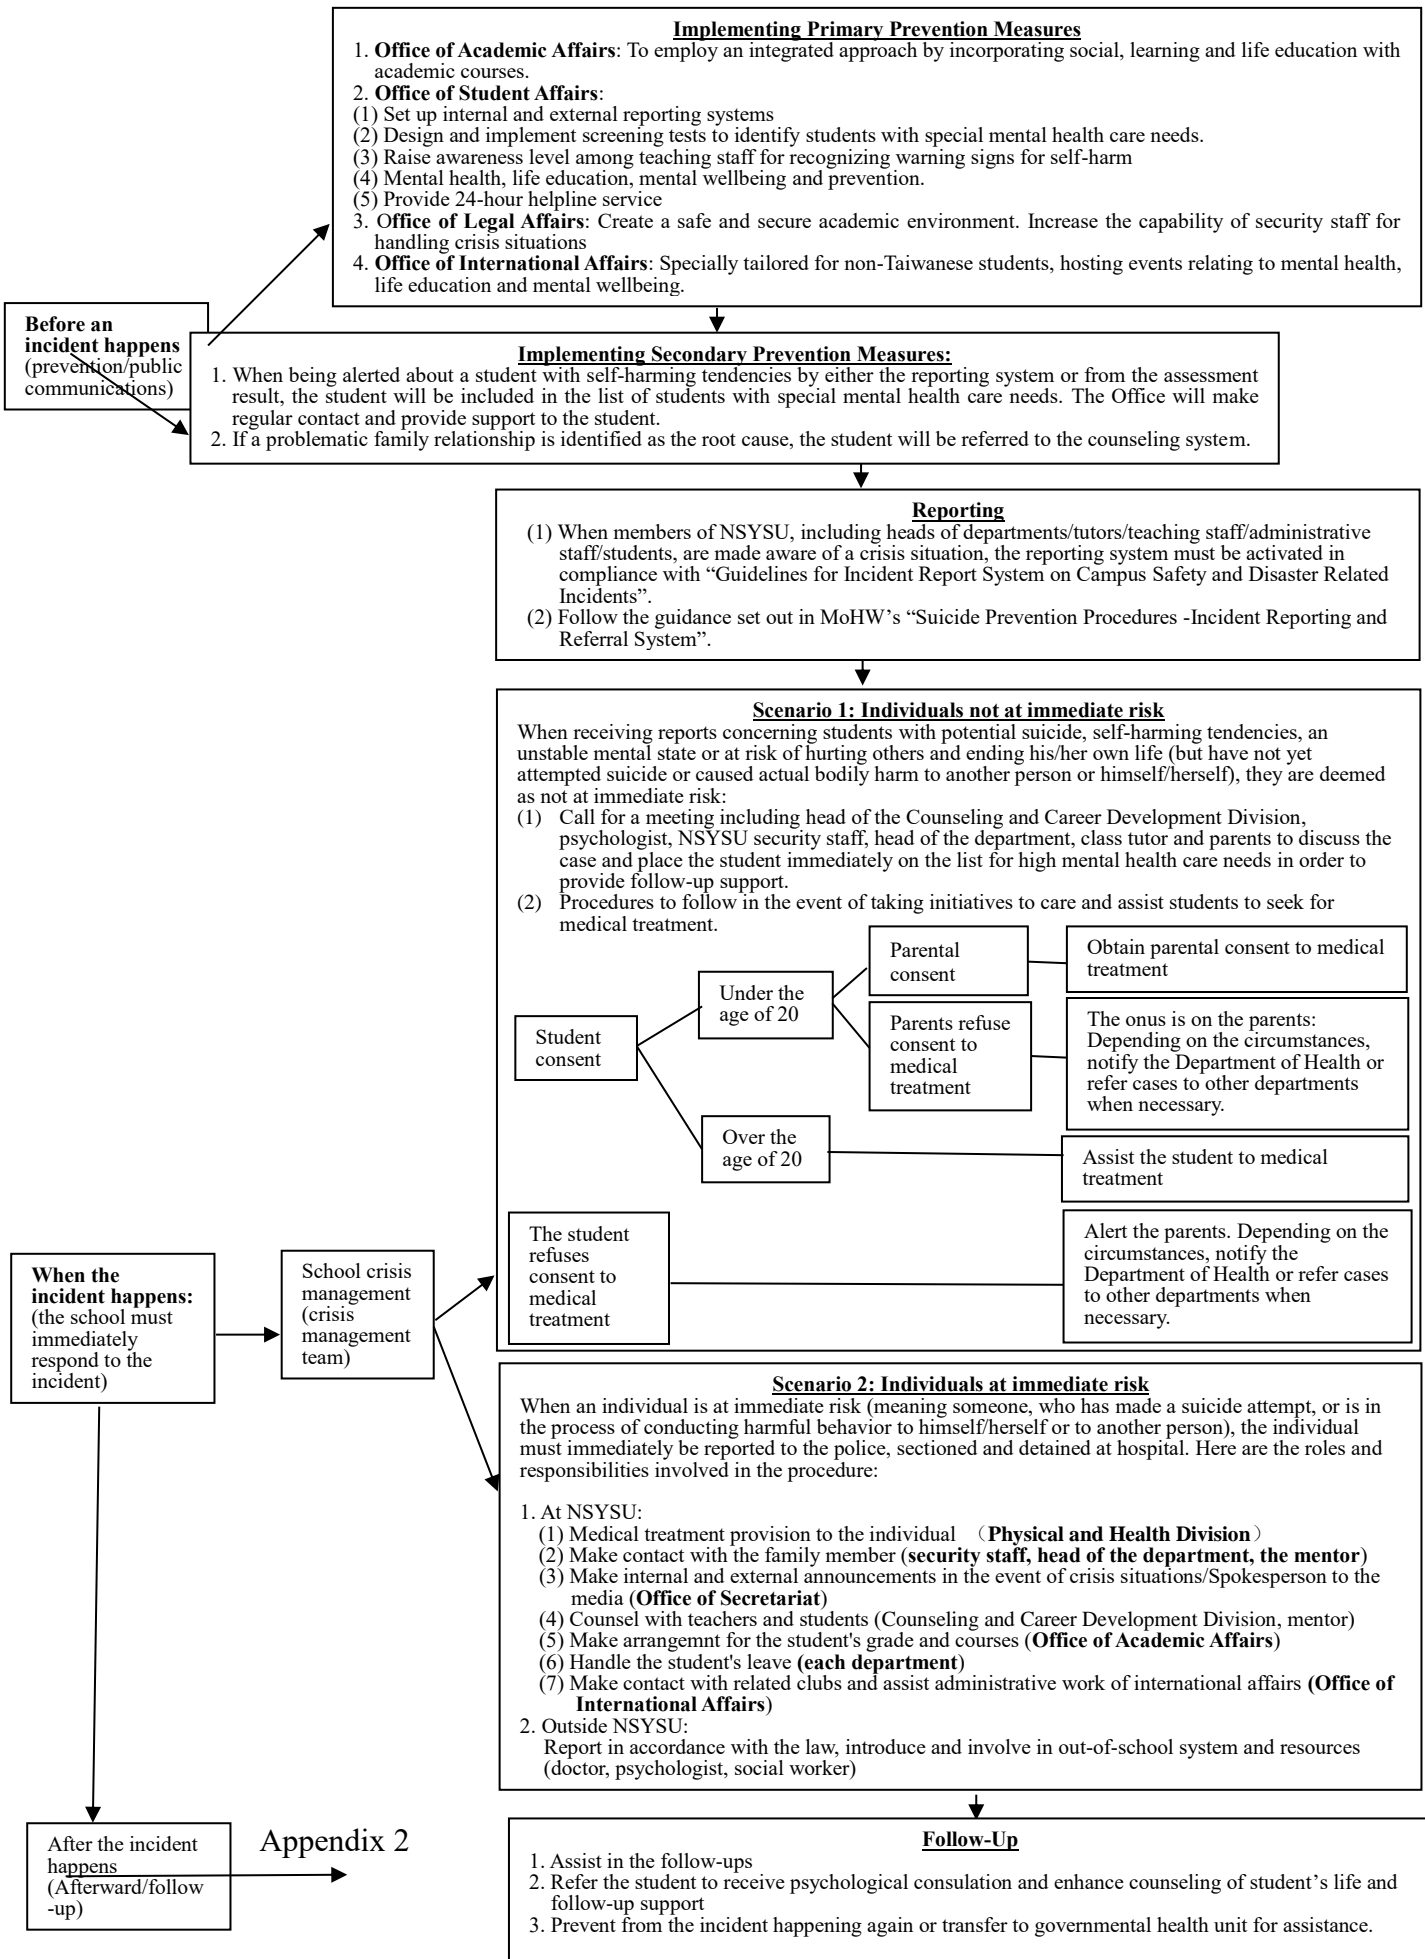 Implementing Primary Prevention Measures
1. Office of Academic Affairs: To employ an integrated approach by incorporating social, learning and life education with
academic courses.
2. Office of Student Affairs:
(1) Set up internal and external reporting systems
(2) Design and implement screening tests to identify students with special mental health care needs.
(3) Raise awareness level among teaching staff for recognizing warning signs for self-harm
(4) Mental health, life education, mental wellbeing and prevention.
(5) Provide 24-hour helpline service
3. Office of Legal Affairs: Create a safe and secure academic environment. Increase the capability of security staff for
handling crisis situations
4. Office of International Affairs: Specially tailored for non-Taiwanese students, hosting events relating to mental health,
life education and mental wellbeing.
Before an
incident happens
(prevention/public
communications)
Implementing Secondary Prevention Measures:
1. When being alerted about a student with self-harming tendencies by either the reporting system or from the assessment
result, the student will be included in the list of students with special mental health care needs. The Office will make
regular contact and provide support to the student.
2. If a problematic family relationship is identified as the root cause, the student will be referred to the counseling system.
Reporting
(1) When members of NSYSU, including heads of departments/tutors/teaching staff/administrative
staff/students, are made aware of a crisis situation, the reporting system must be activated in
compliance with “Guidelines for Incident Report System on Campus Safety and Disaster Related
Incidents”.
(2) Follow the guidance set out in MoHW’s “Suicide Prevention Procedures -Incident Reporting and
Referral System”.
Scenario 1: Individuals not at immediate risk
When receiving reports concerning students with potential suicide, self-harming tendencies, an
unstable mental state or at risk of hurting others and ending his/her own life (but have not yet
attempted suicide or caused actual bodily harm to another person or himself/herself), they are deemed
as not at immediate risk:
(1) Call for a meeting including head of the Counseling and Career Development Division,
psychologist, NSYSU security staff, head of the department, class tutor and parents to discuss the
case and place the student immediately on the list for high mental health care needs in order to
provide follow-up support.
(2) Procedures to follow in the event of taking initiatives to care and assist students to seek for
medical treatment.
Student
consent
Under the
age of 20
Parental
consent
Obtain parental consent to medical
treatment
Parents refuse
consent to
medical
treatment
The onus is on the parents:
Depending on the circumstances,
notify the Department of Health or
refer cases to other departments
when necessary.
Over the
age of 20
Assist the student to medical
treatment
The student
refuses
consent to
medical
treatment
Alert the parents. Depending on the
circumstances, notify the
Department of Health or refer cases
to other departments when
necessary.
When the
incident happens:
(the school must
immediately
respond to the
incident)
School crisis
management
(crisis
management
team)
Scenario 2: Individuals at immediate risk
When an individual is at immediate risk (meaning someone, who has made a suicide attempt, or is in
the process of conducting harmful behavior to himself/herself or to another person), the individual
must immediately be reported to the police, sectioned and detained at hospital. Here are the roles and
responsibilities involved in the procedure:
1. At NSYSU:
(1) Medical treatment provision to the individual （Physical and Health Division）
(2) Make contact with the family member (security staff, head of the department, the mentor)
(3) Make internal and external announcements in the event of crisis situations/Spokesperson to the
media (Office of Secretariat)
(4) Counsel with teachers and students (Counseling and Career Development Division, mentor)
(5) Make arrangemnt for the student's grade and courses (Office of Academic Affairs)
(6) Handle the student's leave (each department)
(7) Make contact with related clubs and assist administrative work of international affairs (Office of
International Affairs)
2. Outside NSYSU:
Report in accordance with the law, introduce and involve in out-of-school system and resources
(doctor, psychologist, social worker)
After the incident
happens
(Afterward/follow
-up)
Appendix 2
Follow-Up
1. Assist in the follow-ups
2. Refer the student to receive psychological consulation and enhance counseling of student’s life and
follow-up support
3. Prevent from the incident happening again or transfer to governmental health unit for assistance.